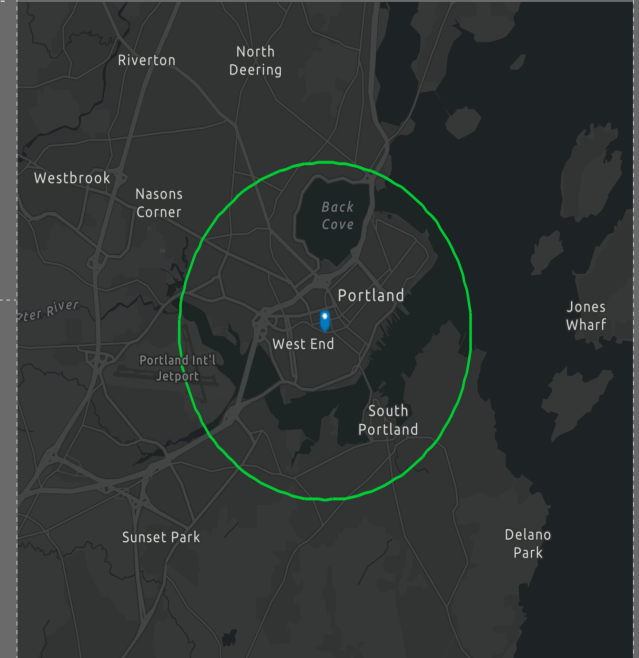 North
Deering
Riverton
Westbrook
Nasons
Corner
Back
Cove
Portland
Jones
Wharf
West End
Portland Int'l
Jetport
South
Portland
Sunset Park
Delano
Park
River